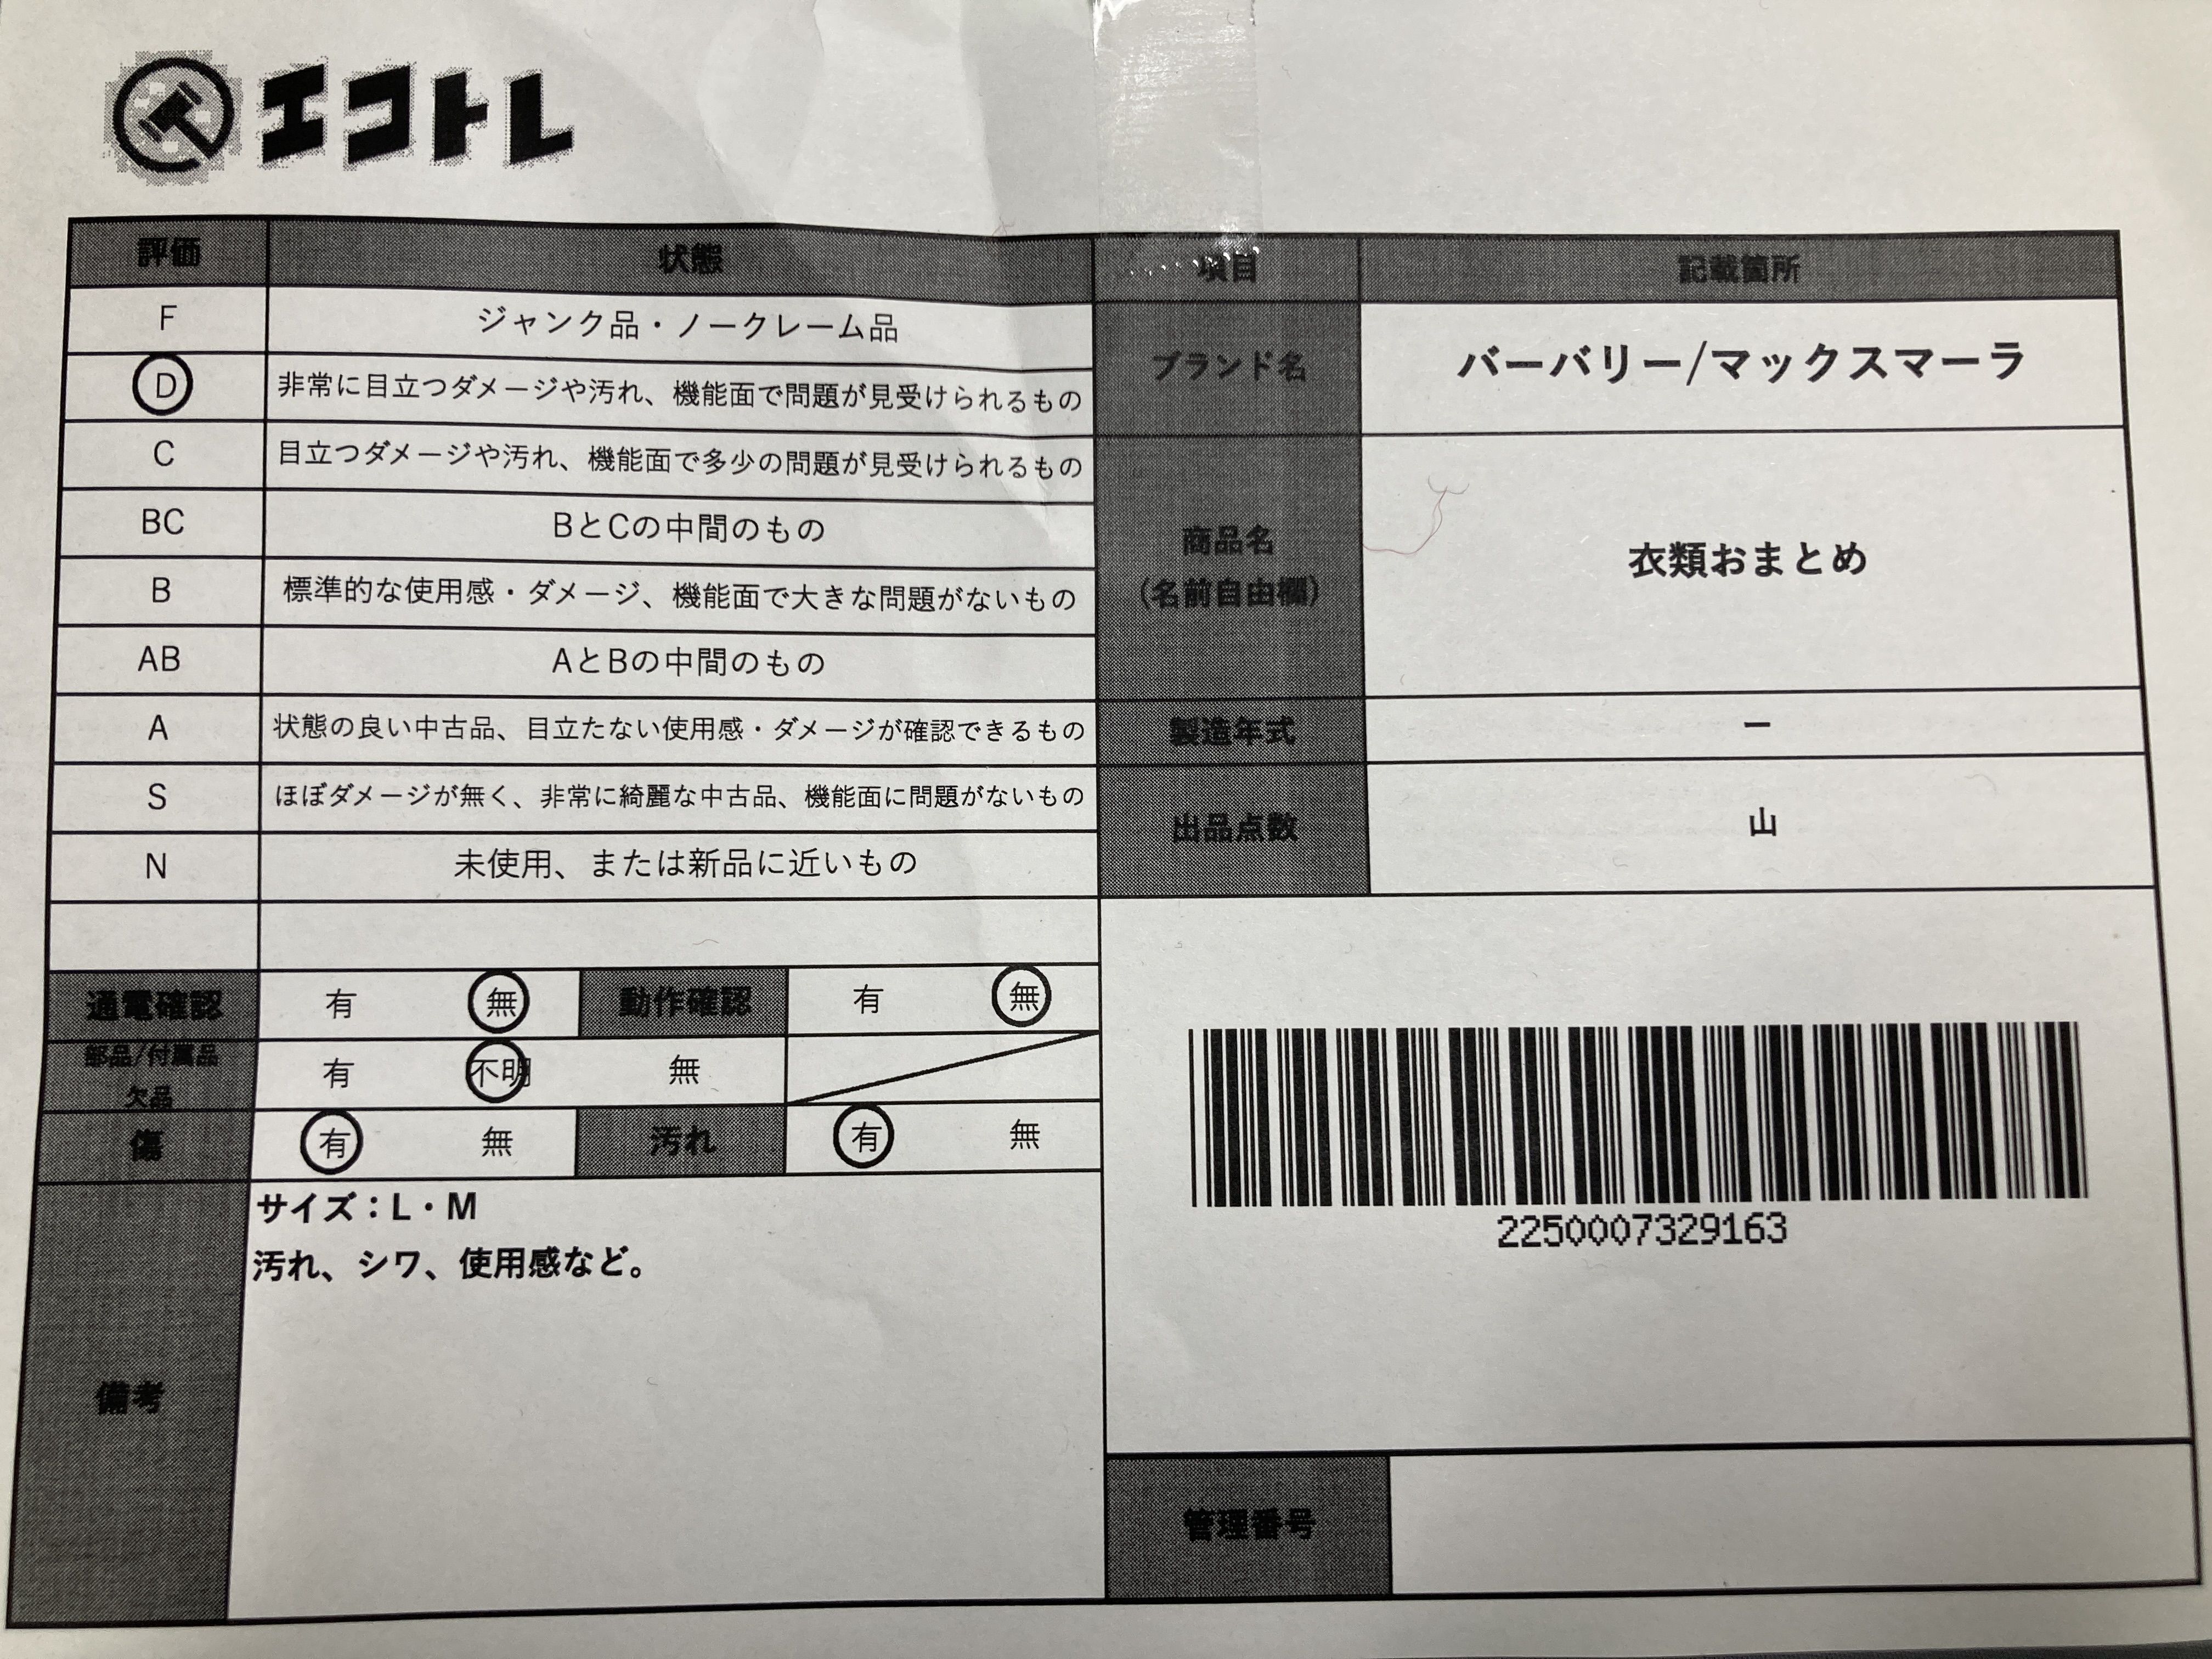 エコトレ
評価 状態
F ジャンク品・ノークレーム品
D 非常に目立つダメージや汚れ、機能面で問題が見受けられるもの
C 目立つダメージや汚れ、機能面で多少の問題が見受けられるもの
BC BとCの中間のもの
B 標準的な使用感・ダメージ、機能面で大きな問題がないもの
AB AとBの中間のもの
A 状態の良い中古品、目立たない使用感・ダメージが確認できるもの
S ほぼダメージが無く、非常に綺麗な中古品、機能面に問題がないもの
N 未使用、または新品に近いもの
通電確認 有 無 動作確認 有 無
部品/付属品
欠品 有 不明 無
傷 有 無 汚れ 有 無
備考
サイズ：L・M
汚れ、シワ、使用感など。
項目 記載箇所
ブランド名 バーバリー/マックスマーラ
商品名
(名前自由欄) 衣類おまとめ
製造年式 ー
出品点数 山
2250007329163
管理番号